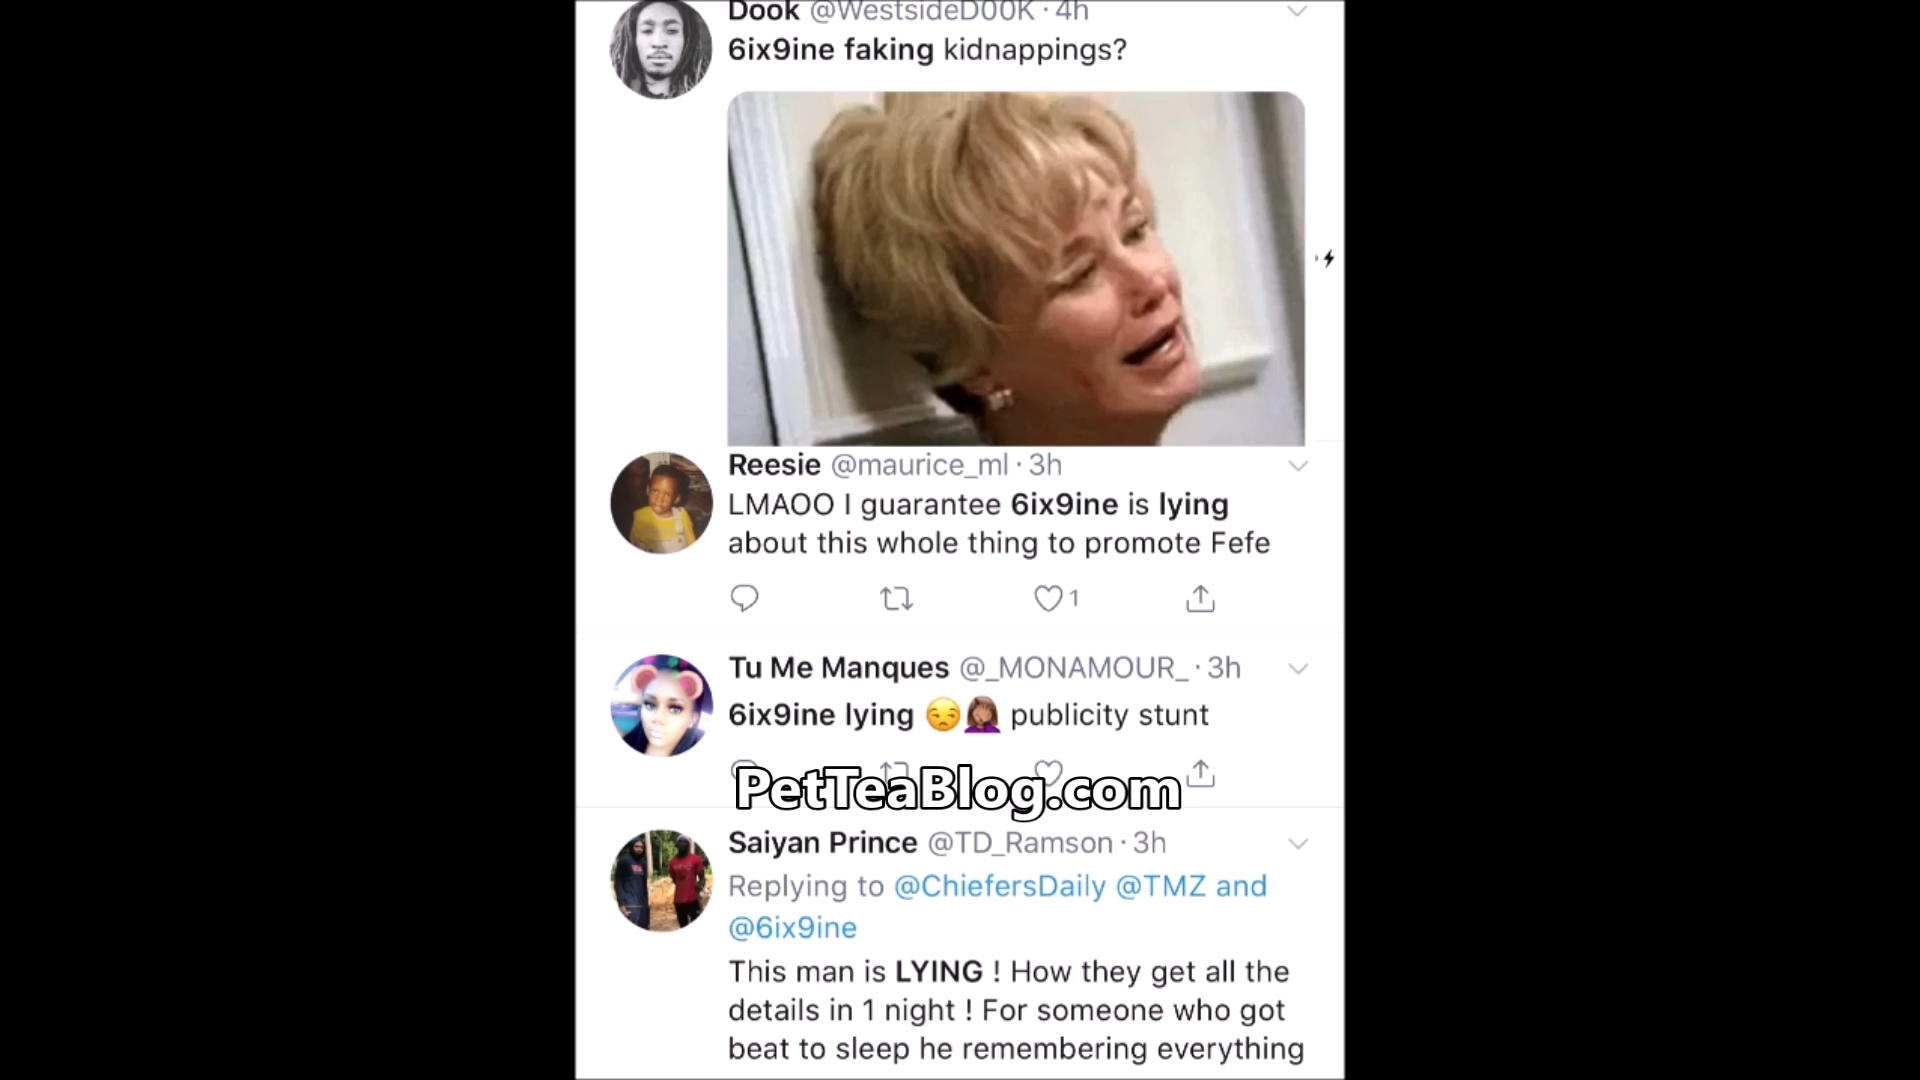 Dook @WestsideD00K · 4h
6ix9ine faking kidnappings?
Reesie @maurice_ml · 3h
LMAOO I guarantee 6ix9ine is lying
about this whole thing to promote Fefe
1
Tu Me Manques @_MONAMOUR_ · 3h
6ix9ine lying 😒🤦🏽‍♀️ publicity stunt
PetTeaBlog.com
Saiyan Prince @TD_Ramson · 3h
Replying to @ChiefersDaily @TMZ and
@6ix9ine
This man is LYING ! How they get all the
details in 1 night ! For someone who got
beat to sleep he remembering everything